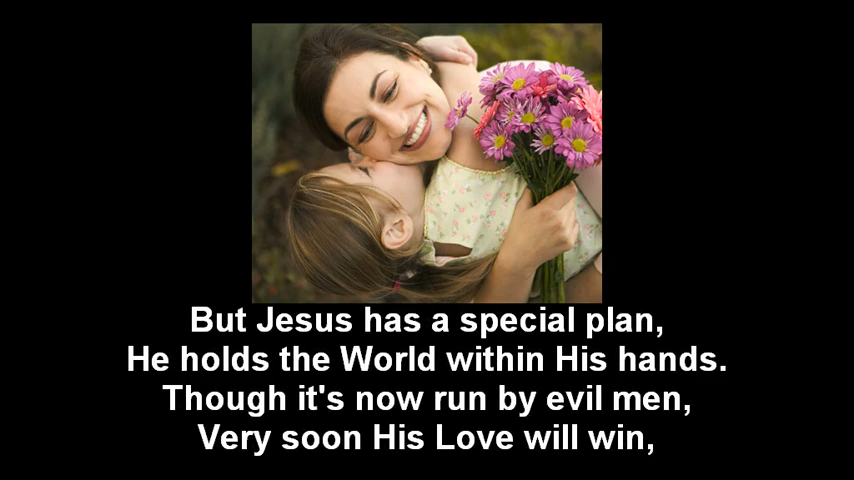 But Jesus has a special plan,
He holds the World within His hands.
Though it's now run by evil men,
Very soon His Love will win,